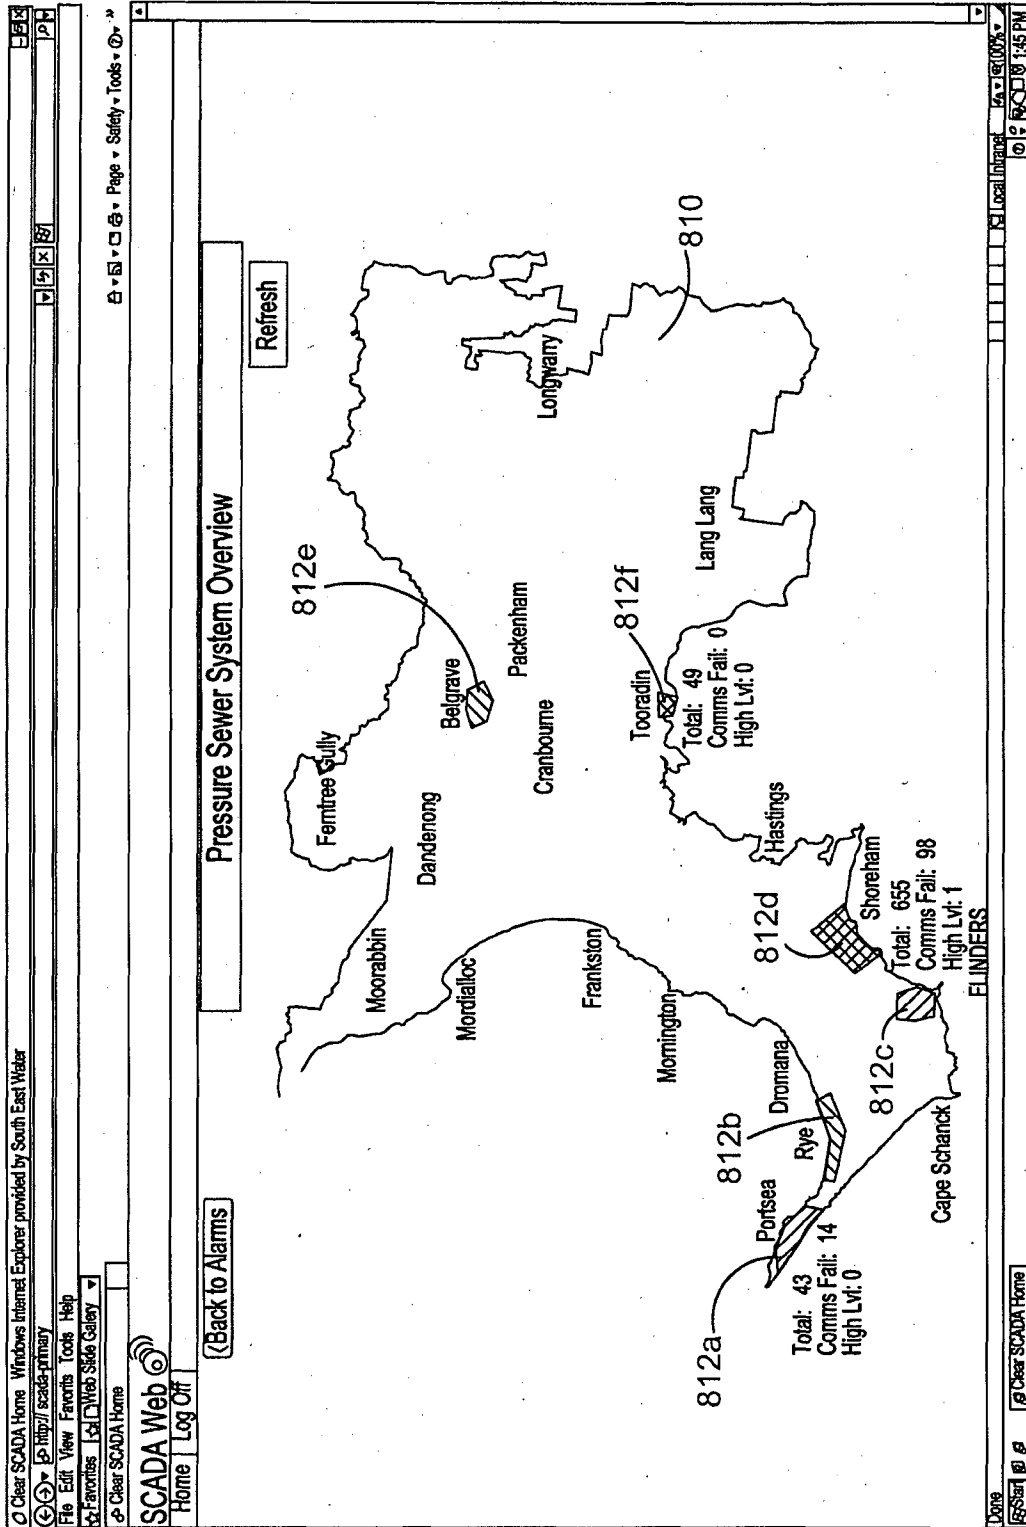 Clear SCADA Home Windows Internet Explorer provided by South East Water
http:// scada-primary
File Edit View Favorits Tools Help
Favorites Web Slide Galery
Clear SCADA Home
Page Safety Tools
SCADA Web
Home Log Off
Pressure Sewer System Overview
(Back to Alarms
Refresh
812e
Ferntree Gully
Moorabbin
Dandenong
Belgrave
Mordialloc
Packenham
Cranbourne
Longwarry
Frankston
810
812f
Tooradin
Mornington
Total: 49
Comms Fail: 0
High Lvl: 0
Lang Lang
812a
812b
Portsea
Rye
Dromana
812d
Hastings
Total: 43
Comms Fail: 14
High Lvl: 0
Shoreham
812c
Total: 655
Comms Fail: 98
High Lvl: 1
Cape Schanck
FLINDERS
Done
Local Intranet
100%
Start
Clear SCADA Home
1:45 PM